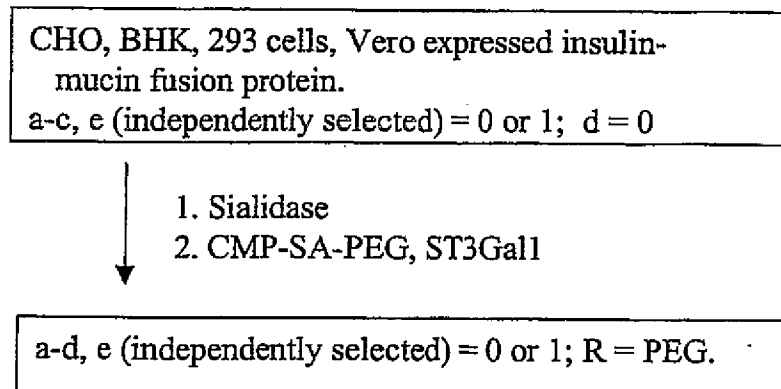 CHO, BHK, 293 cells, Vero expressed insulin-
mucin fusion protein.
a-c, e (independently selected) = 0 or 1; d = 0
1. Sialidase
2. CMP-SA-PEG, ST3Gal1
a-d, e (independently selected) = 0 or 1; R = PEG.